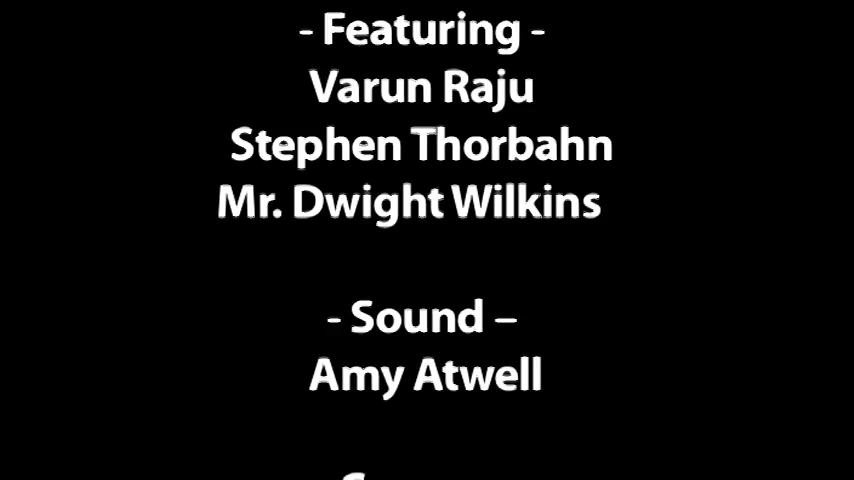 - Featuring -
Varun Raju
Stephen Thorbahn
Mr. Dwight Wilkins
- Sound –
Amy Atwell